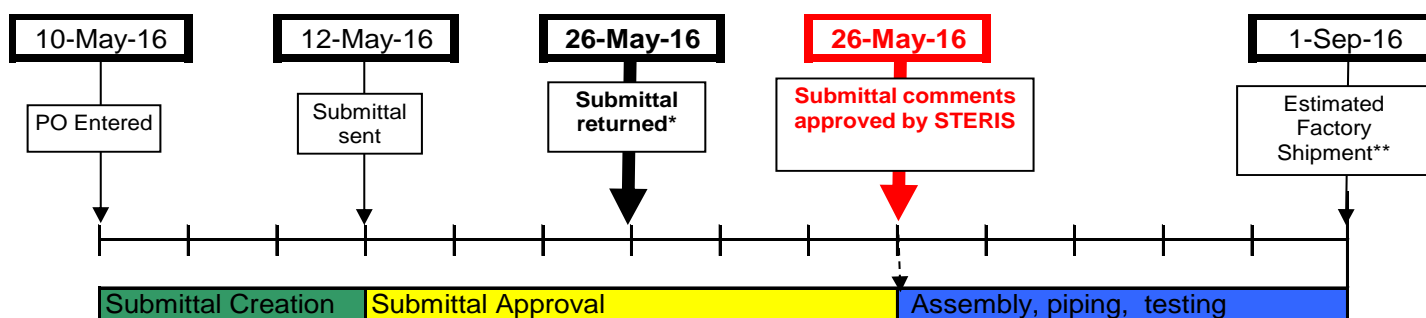 10-May-16
12-May-16
26-May-16
26-May-16
1-Sep-16
PO Entered
Submittal
sent
Submittal
returned*
Submittal comments
approved by STERIS
Estimated
Factory
Shipment**
Submittal Creation
Submittal Approval
Assembly, piping, testing